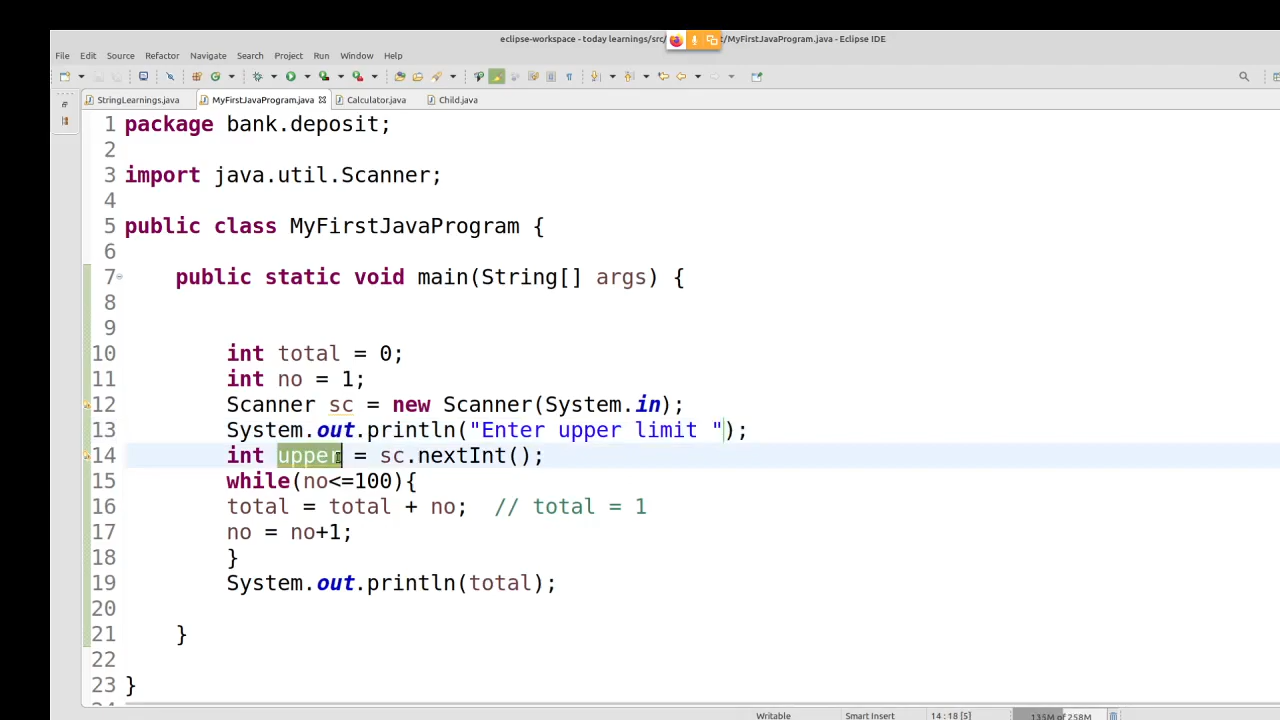 eclipse-workspace - today learnings/src/ t/MyFirstJavaProgram.java - Eclipse IDE
File Edit Source Refactor Navigate Search Project Run Window Help
StringLearnings.java MyFirstJavaProgram.java Calculator.java Child.java
1 package bank.deposit;
2
3 import java.util.Scanner;
4
5 public class MyFirstJavaProgram {
6
7 public static void main(String[] args) {
8
9
10 int total = 0;
11 int no = 1;
12 Scanner sc = new Scanner(System.in);
13 System.out.println("Enter upper limit ");
14 int upper = sc.nextInt();
15 while(no<=100){
16 total = total + no; // total = 1
17 no = no+1;
18 }
19 System.out.println(total);
20
21 }
22
23 }
Writable Smart Insert 14 : 18 [5] 135M of 258M